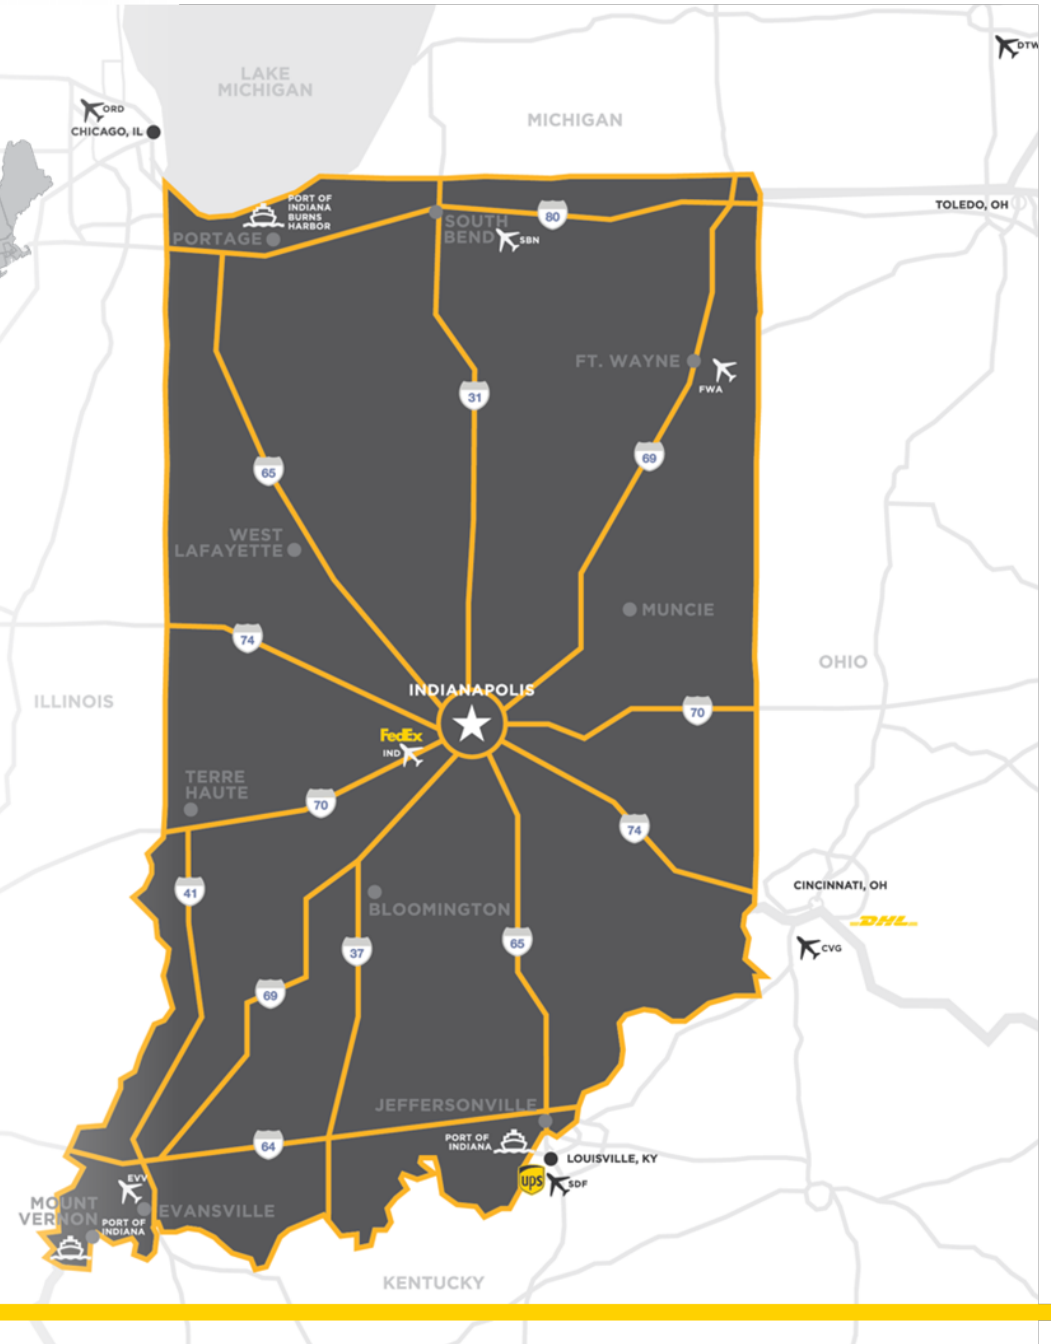 LAKE
MICHIGAN
DTW
ORD
CHICAGO, IL
MICHIGAN
PORT OF
INDIANA
BURNS
HARBOR
TOLEDO, OH
PORTAGE
SOUTH
BEND
SBN
80
FT. WAYNE
FWA
31
65
69
WEST
LAFAYETTE
MUNCIE
74
OHIO
ILLINOIS
INDIANAPOLIS
70
FedEx
IND
TERRE
HAUTE
70
74
41
CINCINNATI, OH
BLOOMINGTON
DHL
CVG
37
65
69
JEFFERSONVILLE
64
PORT OF
INDIANA
LOUISVILLE, KY
ups
SDF
EVV
MOUNT
VERNON
EVANSVILLE
PORT OF
INDIANA
KENTUCKY